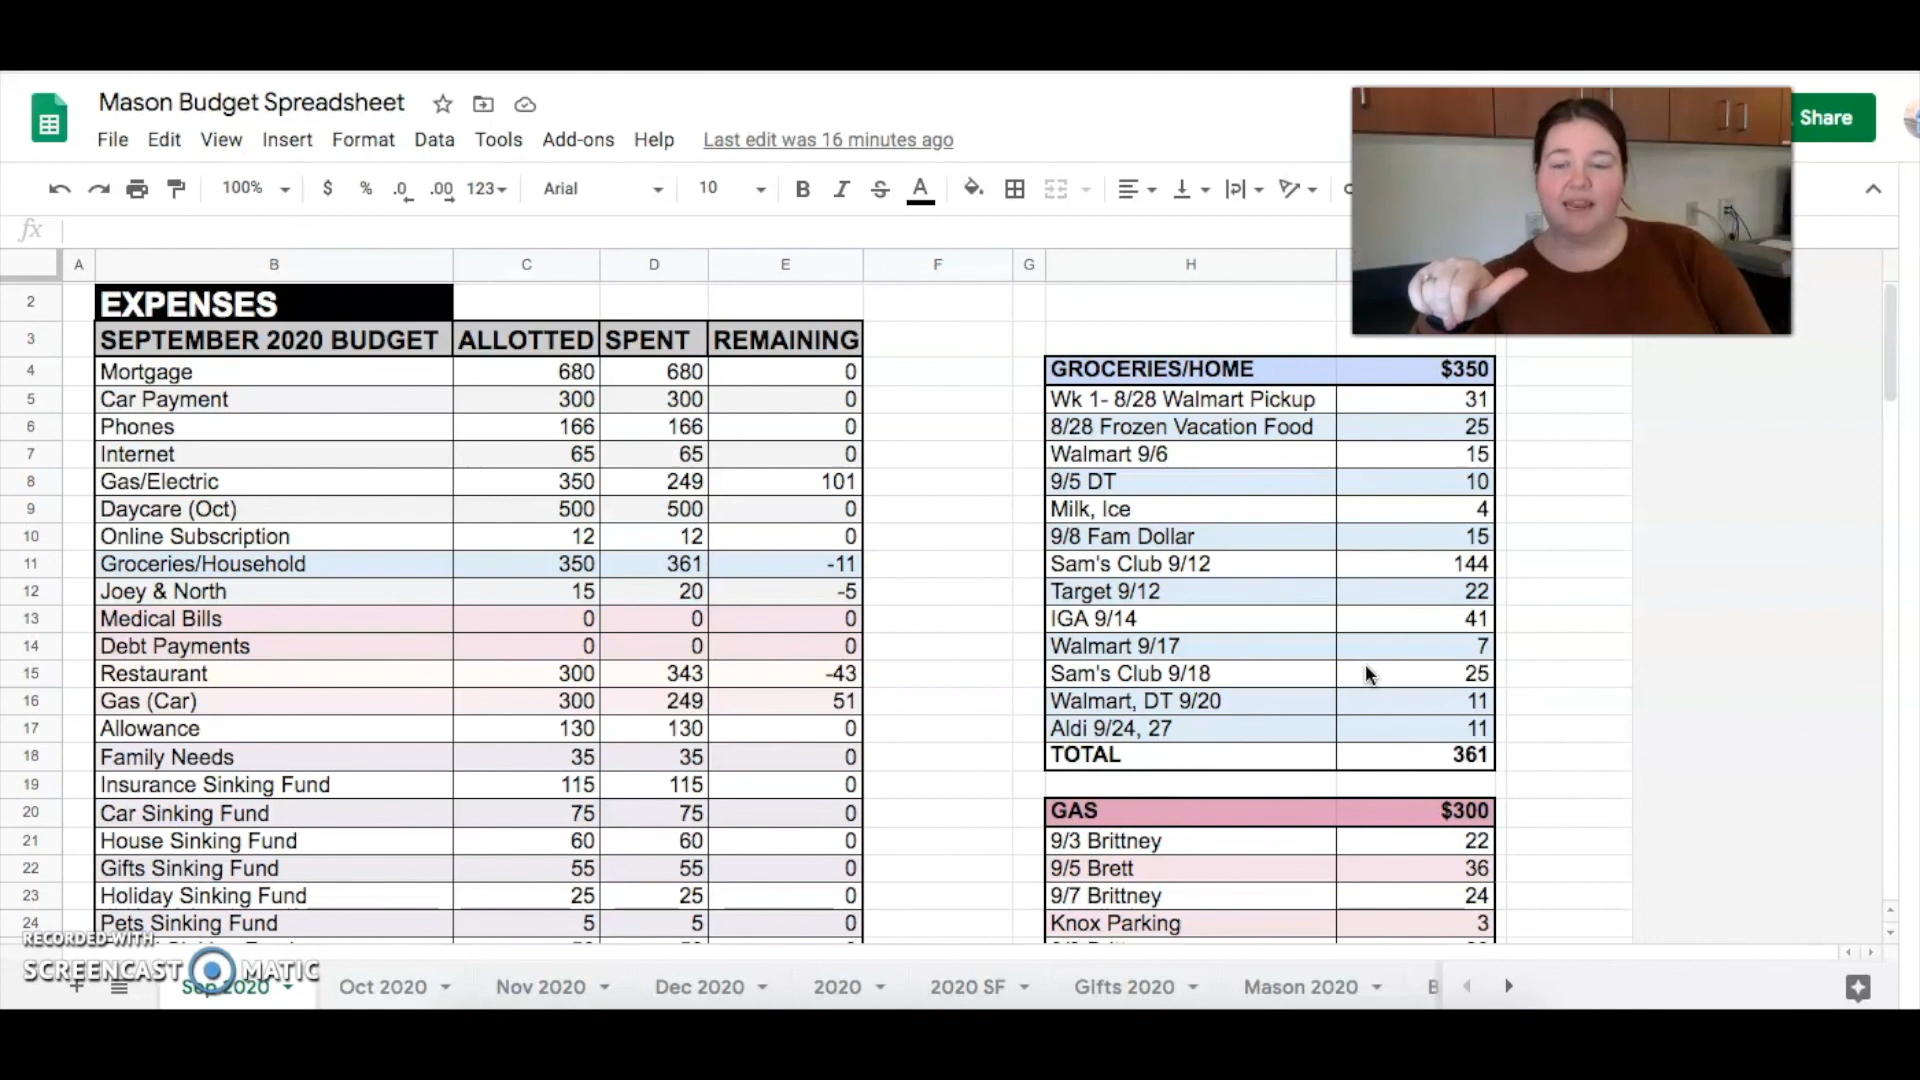 Mason Budget Spreadsheet
Share
File Edit View Insert Format Data Tools Add-ons Help Last edit was 16 minutes ago
100% $ % .0 .00 123 Arial 10 B I S A
fx
A B C D E F G H
2 EXPENSES
3 SEPTEMBER 2020 BUDGET ALLOTTED SPENT REMAINING
4 Mortgage 680 680 0 GROCERIES/HOME $350
5 Car Payment 300 300 0 Wk 1- 8/28 Walmart Pickup 31
6 Phones 166 166 0 8/28 Frozen Vacation Food 25
7 Internet 65 65 0 Walmart 9/6 15
8 Gas/Electric 350 249 101 9/5 DT 10
9 Daycare (Oct) 500 500 0 Milk, Ice 4
10 Online Subscription 12 12 0 9/8 Fam Dollar 15
11 Groceries/Household 350 361 -11 Sam's Club 9/12 144
12 Joey & North 15 20 -5 Target 9/12 22
13 Medical Bills 0 0 0 IGA 9/14 41
14 Debt Payments 0 0 0 Walmart 9/17 7
15 Restaurant 300 343 -43 Sam's Club 9/18 25
16 Gas (Car) 300 249 51 Walmart, DT 9/20 11
17 Allowance 130 130 0 Aldi 9/24, 27 11
18 Family Needs 35 35 0 TOTAL 361
19 Insurance Sinking Fund 115 115 0
20 Car Sinking Fund 75 75 0 GAS $300
21 House Sinking Fund 60 60 0 9/3 Brittney 22
22 Gifts Sinking Fund 55 55 0 9/5 Brett 36
23 Holiday Sinking Fund 25 25 0 9/7 Brittney 24
24 Pets Sinking Fund 5 5 0 Knox Parking 3
RECORDED WITH
SCREENCAST MATIC
Sep 2020 Oct 2020 Nov 2020 Dec 2020 2020 2020 SF Gifts 2020 Mason 2020 B